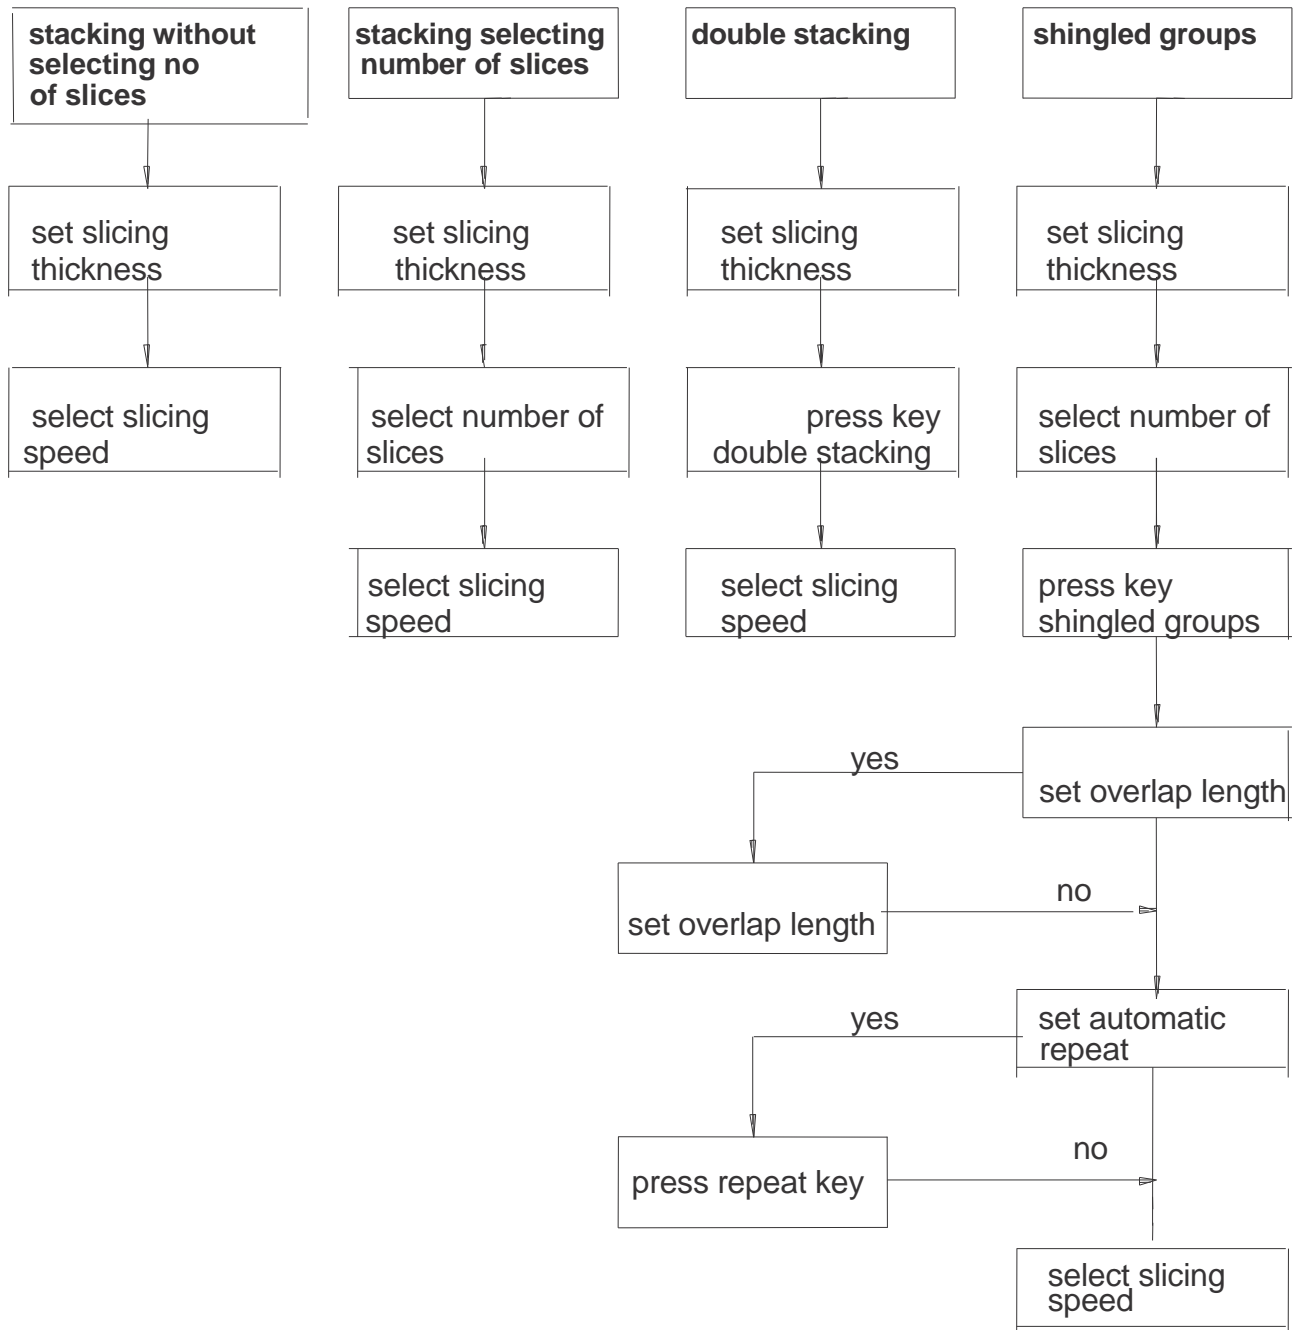 stacking without
selecting no
of slices
stacking selecting
number of slices
double stacking
shingled groups
set slicing
thickness
set slicing
thickness
set slicing
thickness
set slicing
thickness
select slicing
speed
select number of
slices
press key
double stacking
select number of
slices
select slicing
speed
select slicing
speed
press key
shingled groups
yes
set overlap length
no
set overlap length
yes
set automatic
repeat
no
press repeat key
select slicing
speed